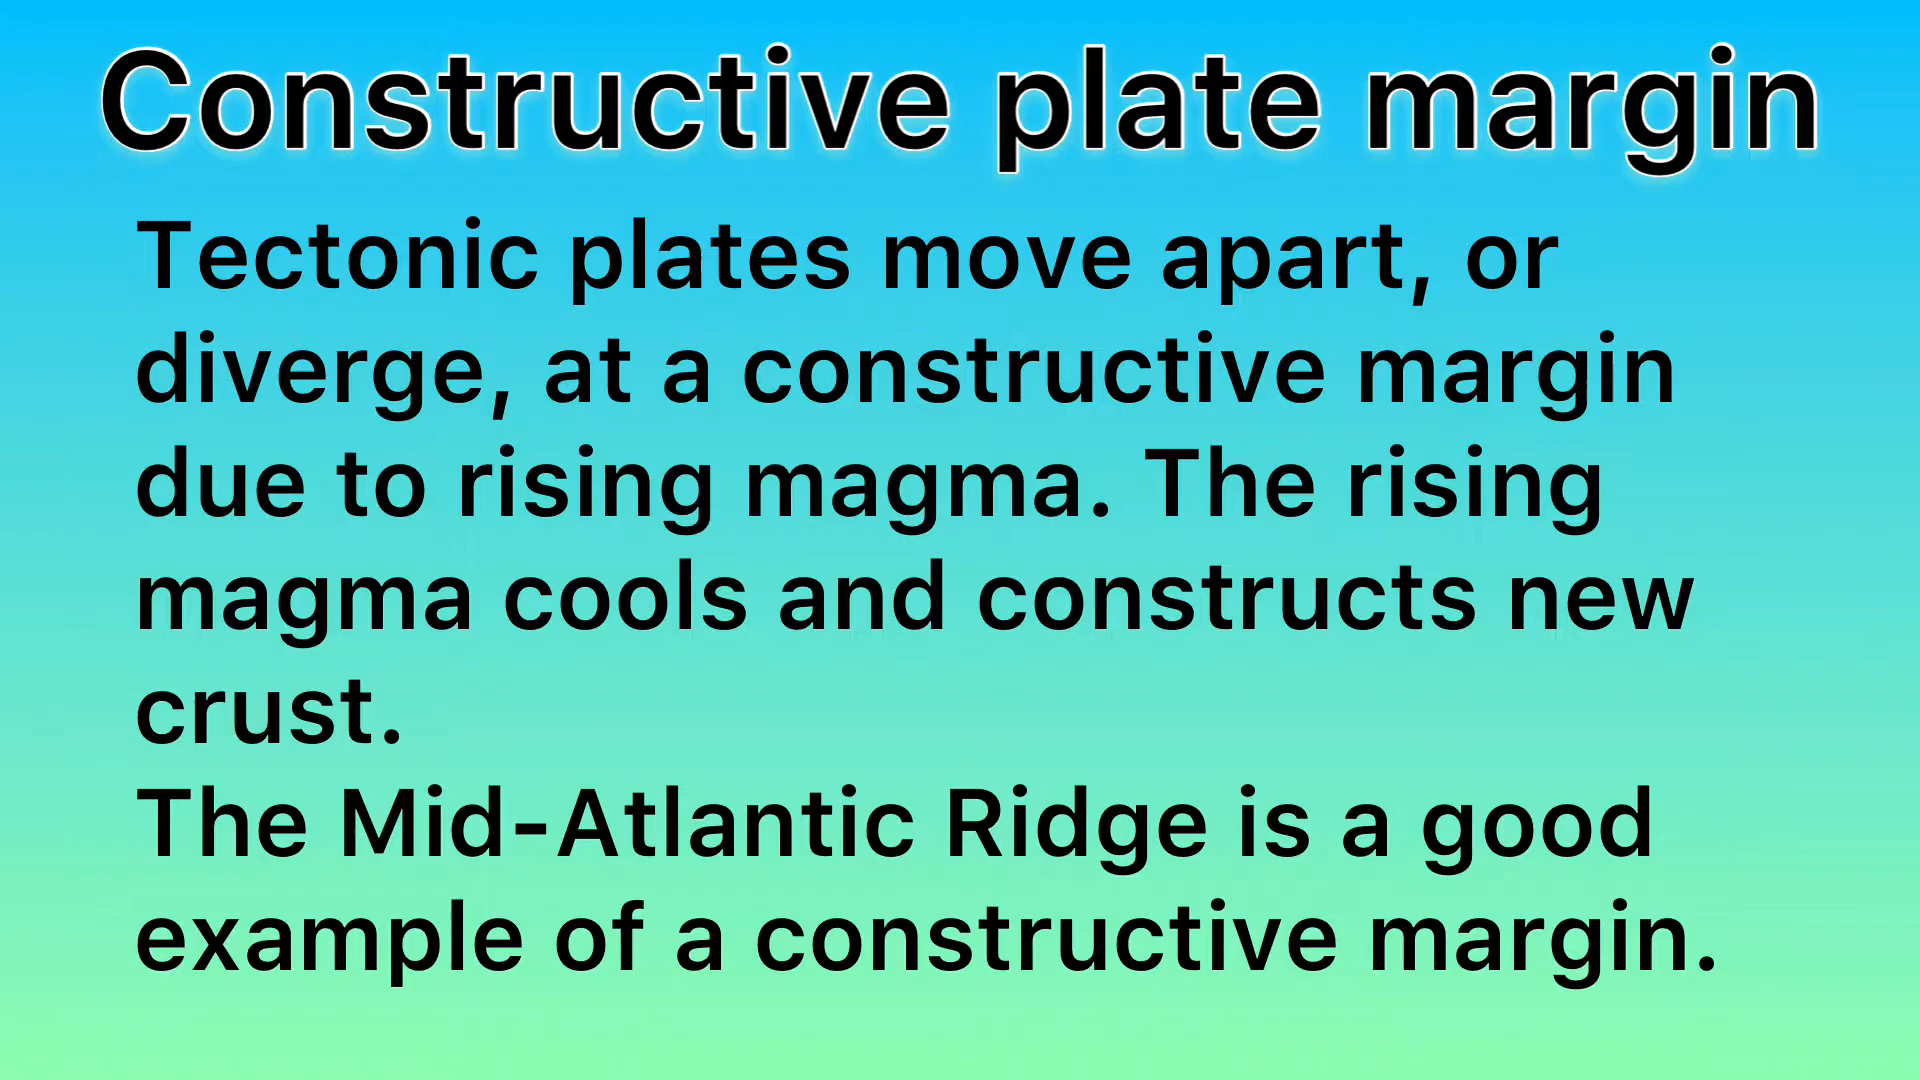 Constructive plate margin
Tectonic plates move apart, or
diverge, at a constructive margin
due to rising magma. The rising
magma cools and constructs new
crust.
The Mid-Atlantic Ridge is a good
example of a constructive margin.